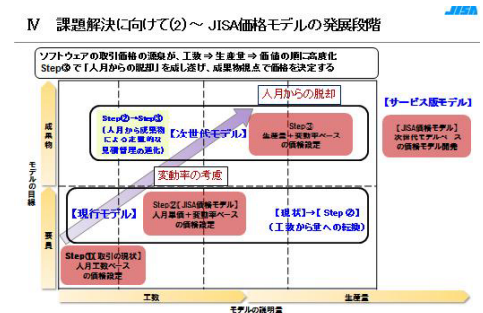 JISA
Ⅳ 課題解決に向けて(2)～ JISA価格モデルの発展段階
ソフトウェアの取引価格の源泉が、工数⇒生産量⇒価値の順に高度化
Step③で「人月からの脱却」を成し遂げ、成果物視点で価格を決定する
人月からの脱却
【サービス版モデル】
Step②→Step③
(人月から成果物
による定量的な
見積管理の進化)
【次世代モデル】
Step③
生産量＋変動率ベース
の価格設定
【JISA価格モデル】
次世代モデルベース
の価格モデル開発
成果物
モデルの目線
変動率の考慮
【現行モデル】
Step②【JISA価格モデル】
人月単価＋変動率ベース
の価格設定
【現状】→【Step②】
(工数から量への転換)
要員
Step①【取引の現状】
人月工数ベース
の価格設定
工数
生産量
モデルの説明量